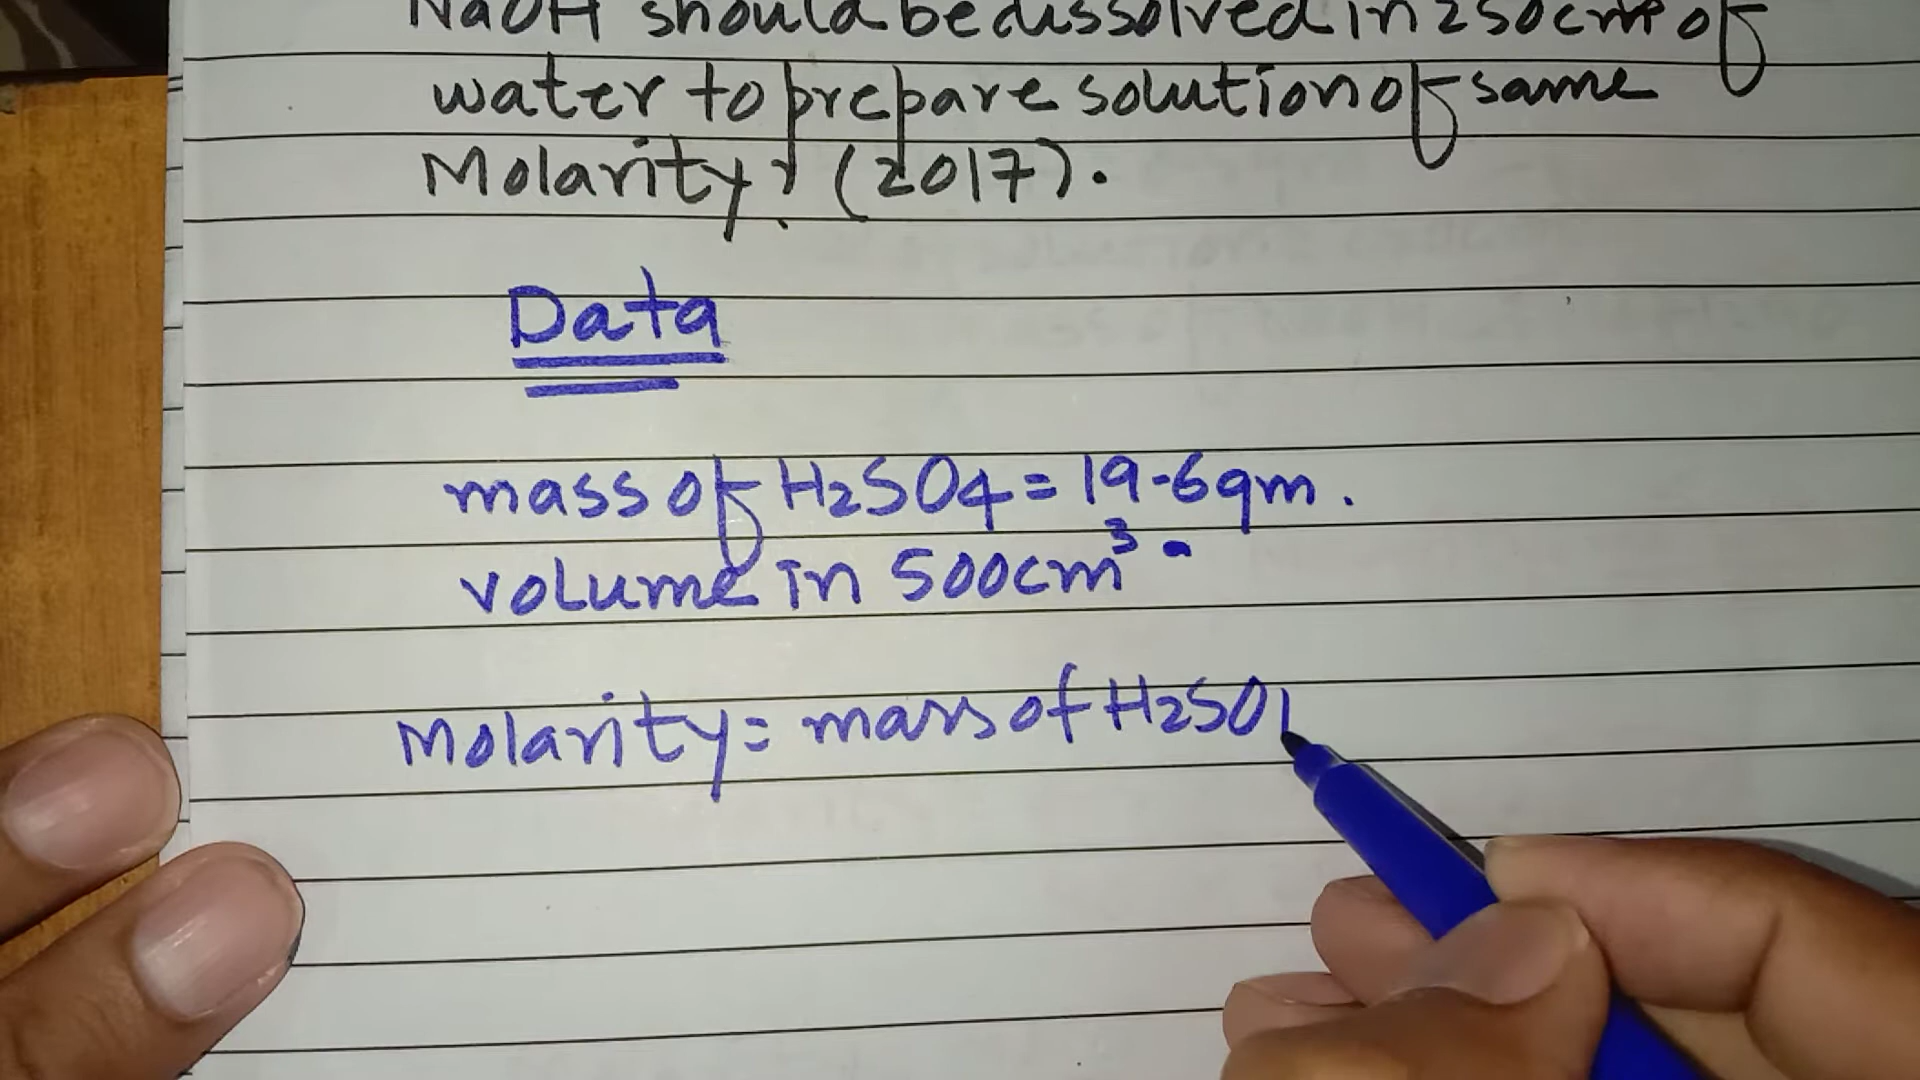 NaOH should be dissolved in 250cm³ of
water to prepare solution of same
Molarity? (2017).
Data
mass of H2SO4 = 19.6gm.
volume in 500cm³.
Molarity = mass of H2SO